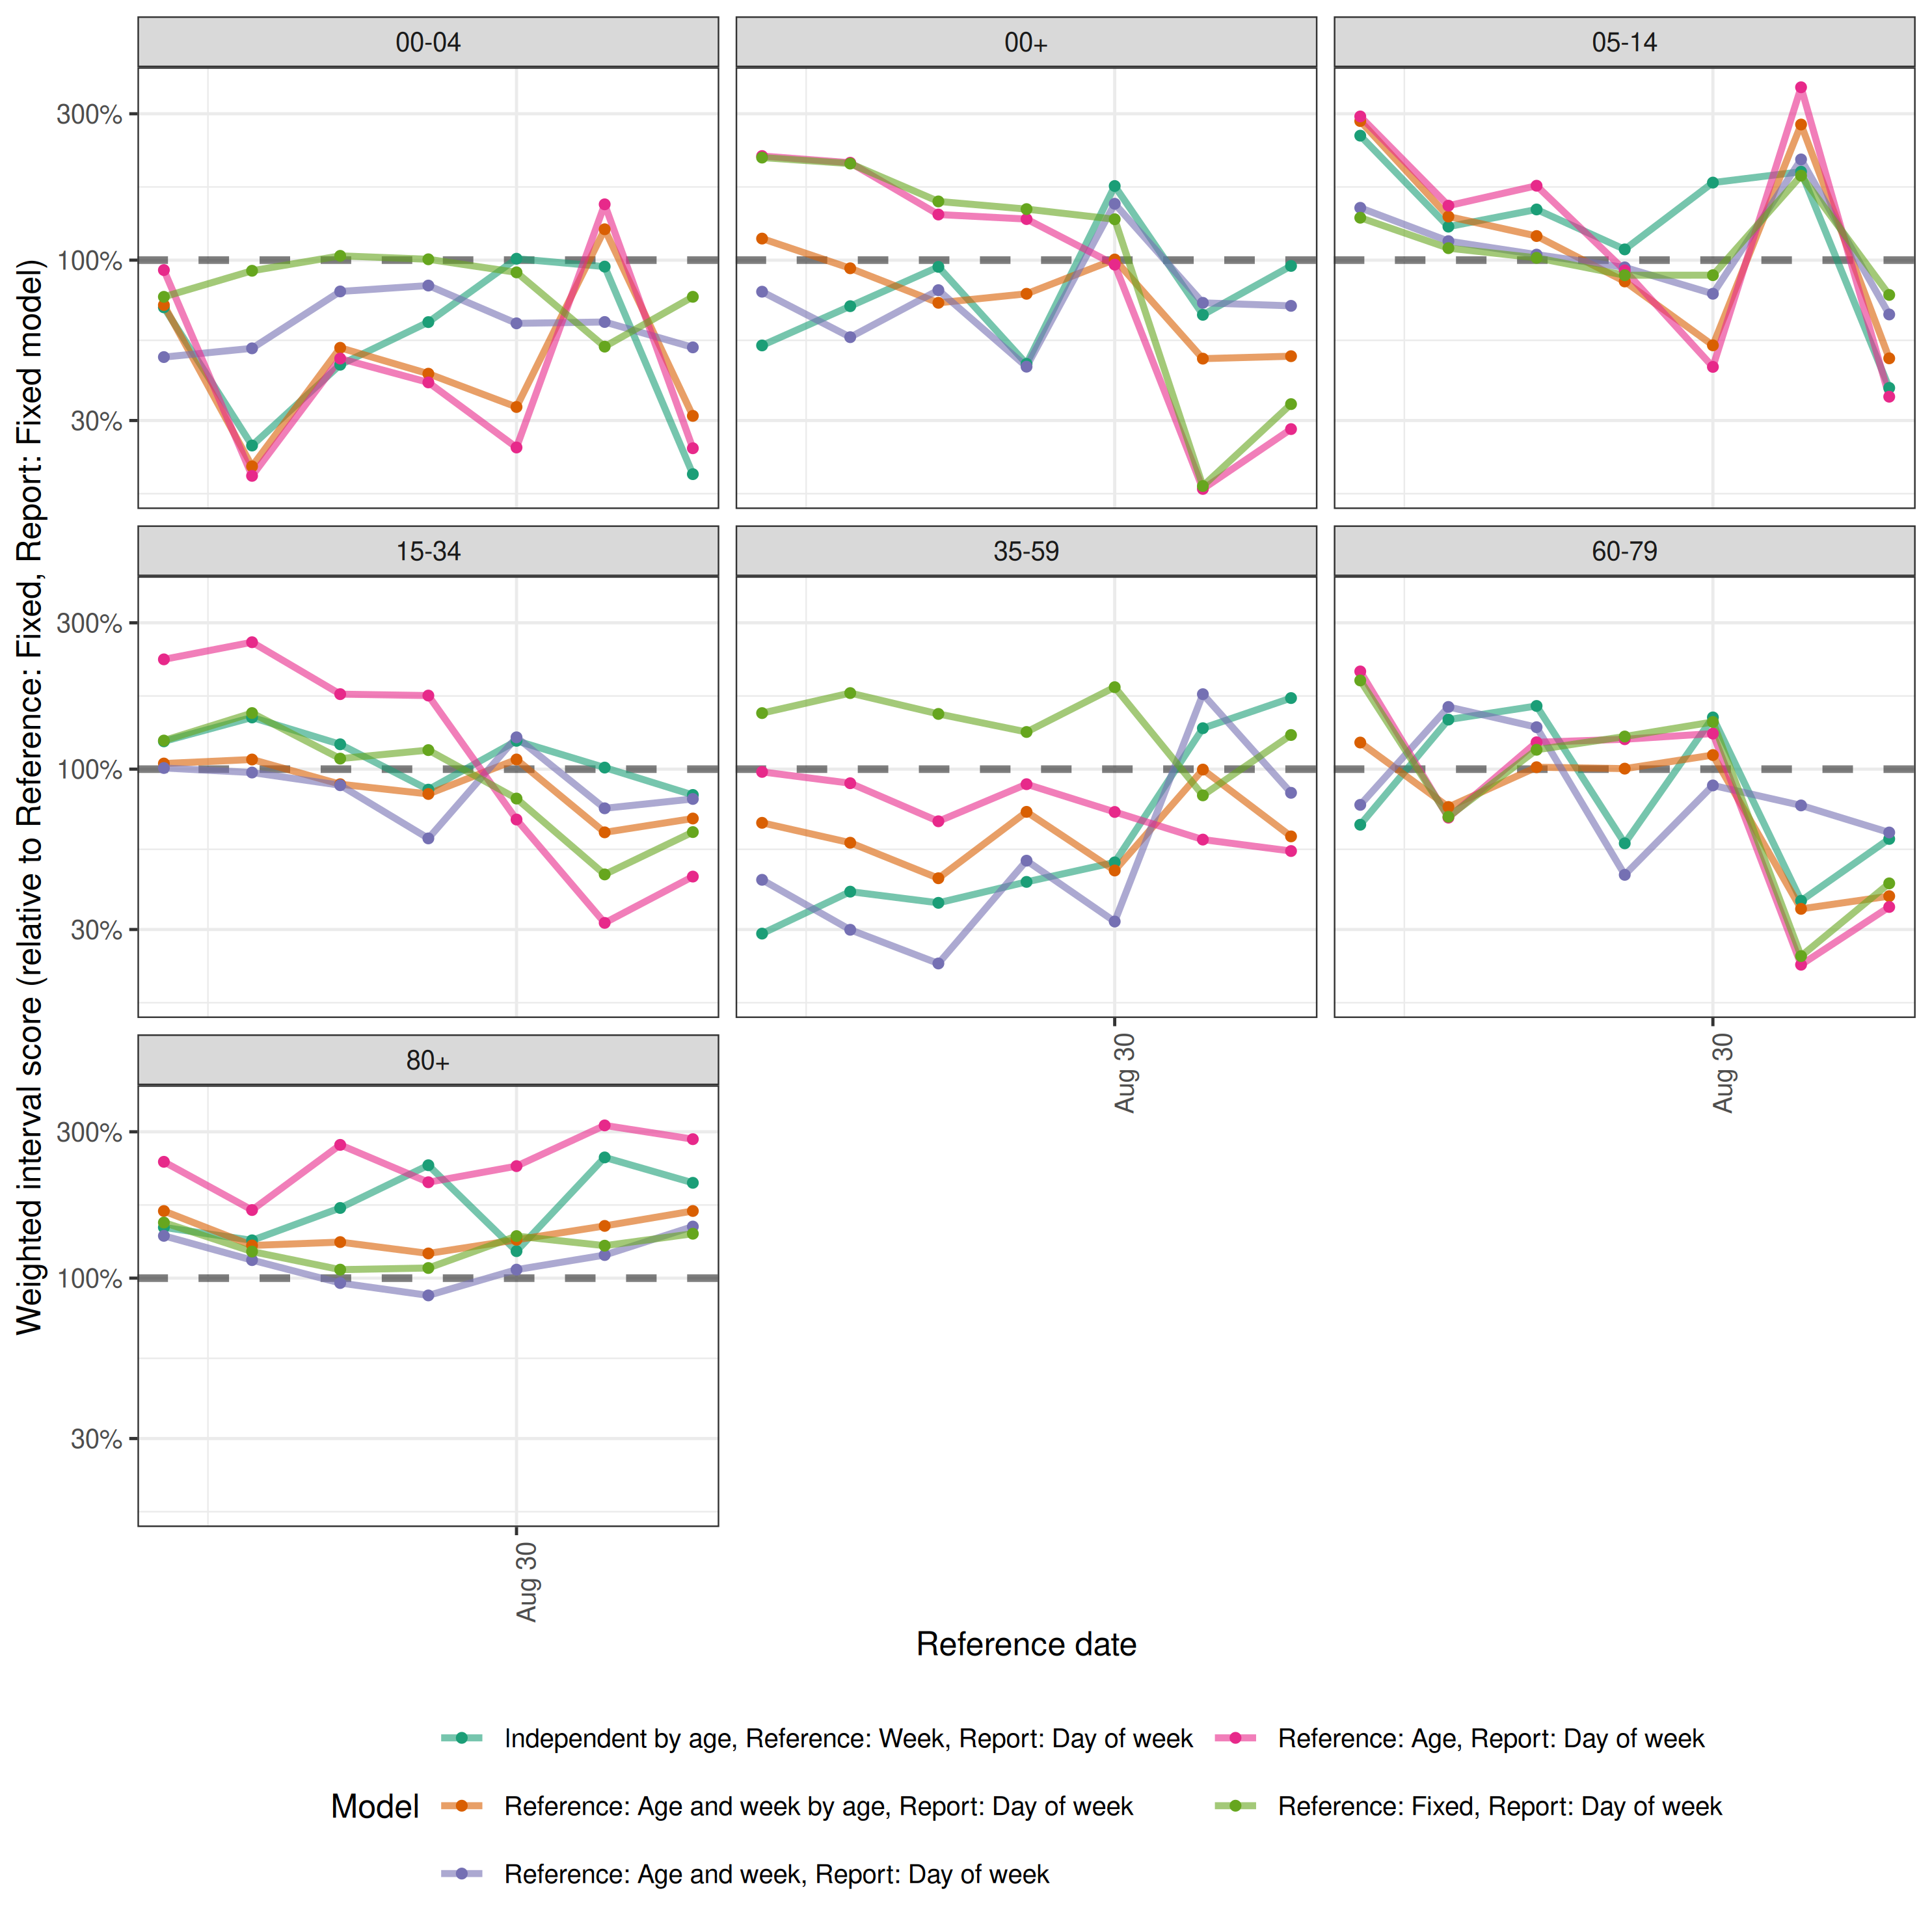 00-04
00+
05-14
300%
100%
30%
15-34
35-59
60-79
300%
100%
30%
Aug 30
Aug 30
80+
300%
100%
30%
Aug 30
Weighted interval score (relative to Reference: Fixed, Report: Fixed model)
Reference date
Model
Independent by age, Reference: Week, Report: Day of week
Reference: Age and week by age, Report: Day of week
Reference: Age and week, Report: Day of week
Reference: Age, Report: Day of week
Reference: Fixed, Report: Day of week